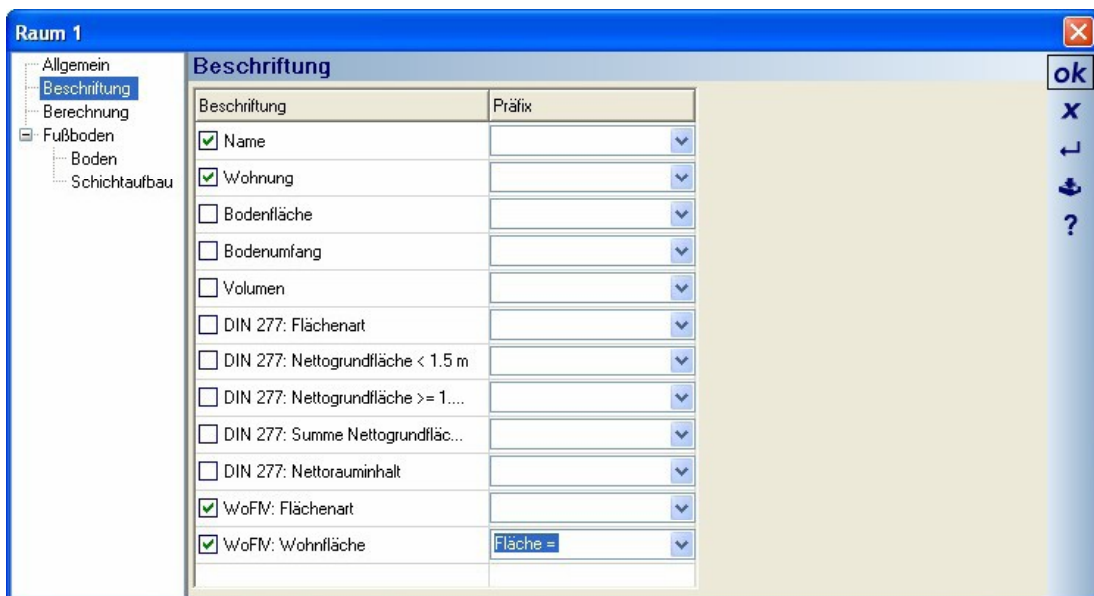 Raum 1
Allgemein
Beschriftung
Berechnung
Fußboden
Boden
Schichtaufbau
Beschriftung
Beschriftung Präfix
Name
Wohnung
Bodenfläche
Bodenumfang
Volumen
DIN 277: Flächenart
DIN 277: Nettogrundfläche < 1.5 m
DIN 277: Nettogrundfläche >= 1....
DIN 277: Summe Nettogrundfläc...
DIN 277: Nettorauminhalt
WoFlV: Flächenart
WoFlV: Wohnfläche Fläche =
ok
x
?